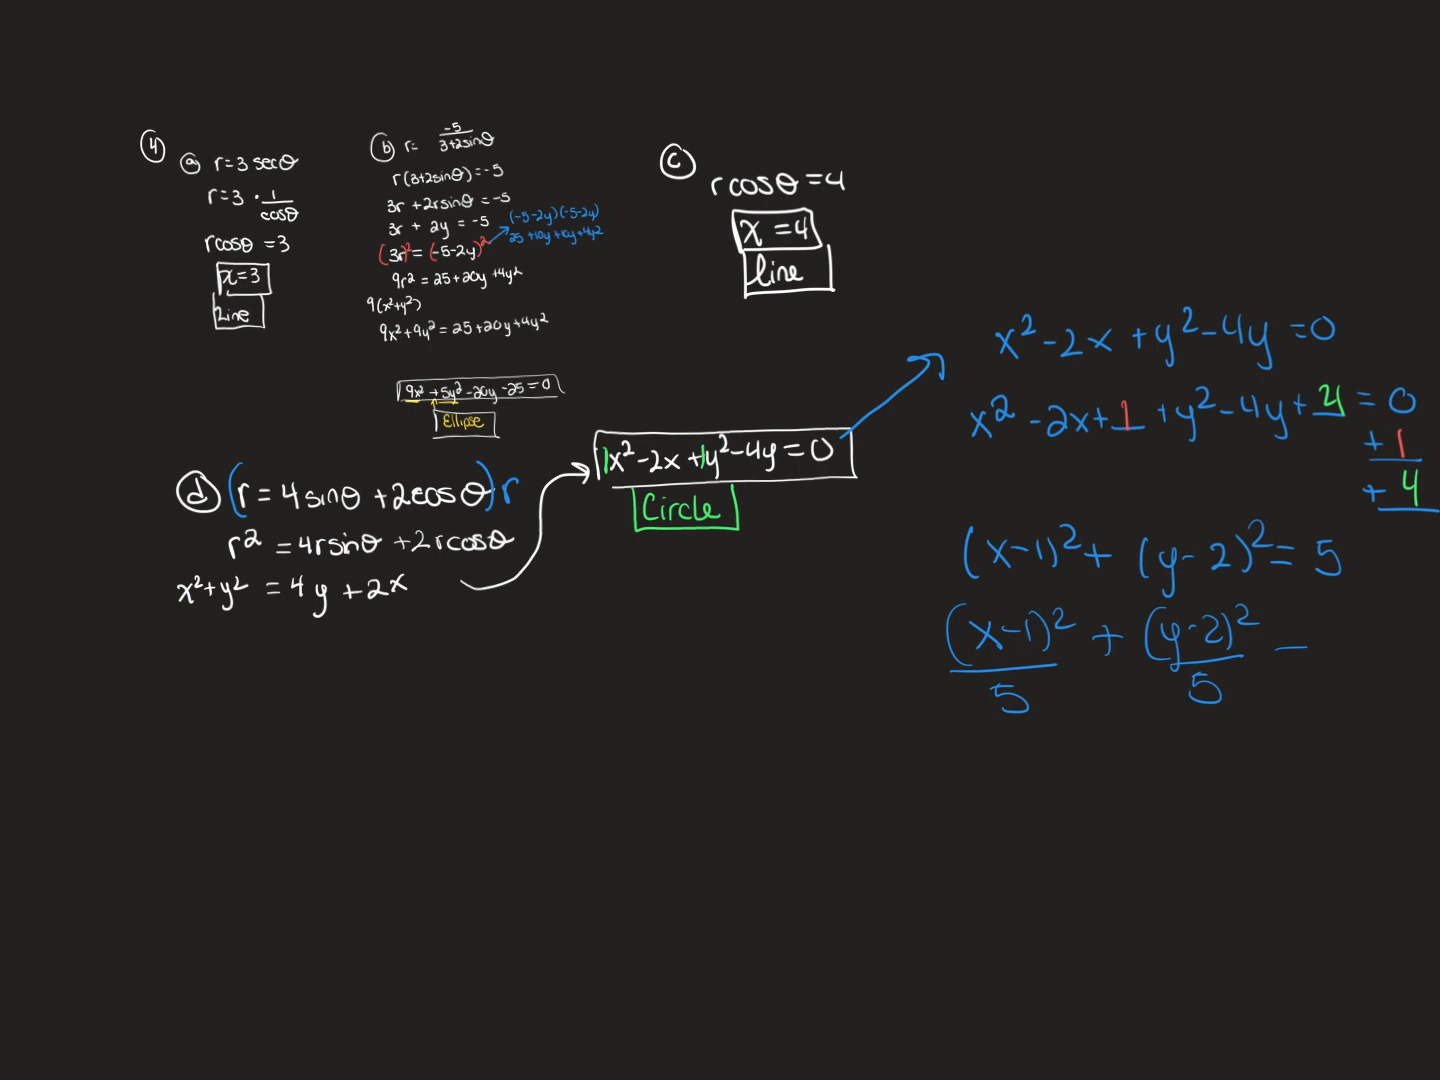 ④
ⓐ r = 3 secθ
r = 3 · 1/cosθ
rcosθ = 3
x = 3
Line
ⓑ r = -5/(3+2sinθ)
r(3+2sinθ) = -5
3r + 2rsinθ = -5
3r + 2y = -5
(3r)² = (-5-2y)²
(-5-2y)(-5-2y)
25+10y+10y+4y²
9r² = 25+20y+4y²
9(x²+y²)
9x²+9y² = 25+20y+4y²
9x²+5y²-20y-25=0
Ellipse
ⓒ
rcosθ = 4
x = 4
line
ⓓ (r = 4sinθ + 2cosθ)r
r² = 4rsinθ + 2rcosθ
x²+y² = 4y + 2x
1x²-2x+1y²-4y=0
Circle
x²-2x+y²-4y=0
x²-2x+1+y²-4y+4=0
+1
+4
(x-1)²+(y-2)²=5
(x-1)²/5 + (y-2)²/5 -